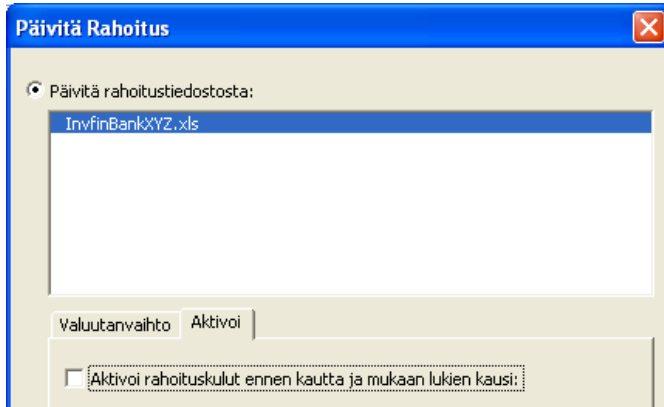 Päivitä Rahoitus
Päivitä rahoitustiedostosta:
InvfinBankXYZ.xls
Valuutanvaihto Aktivoi
Aktivoi rahoituskulut ennen kautta ja mukaan lukien kausi: